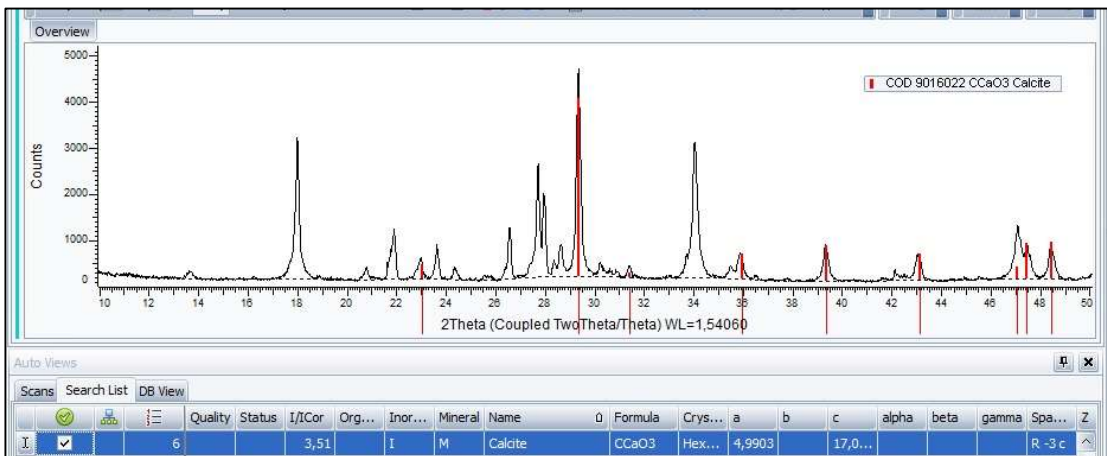 Overview
5000
4000
3000
2000
1000
0
Counts
COD 9016022 CCaO3 Calcite
10 12 14 16 18 20 22 24 26 28 30 32 34 36 38 40 42 44 46 48 50
2Theta (Coupled TwoTheta/Theta) WL=1,54060
Auto Views
Scans Search List DB View
Quality Status I/ICor Org... Inor... Mineral Name Formula Crys... a b c alpha beta gamma Spa... Z
6 3,51 I M Calcite CCaO3 Hex... 4,9903 17,0... R -3 c